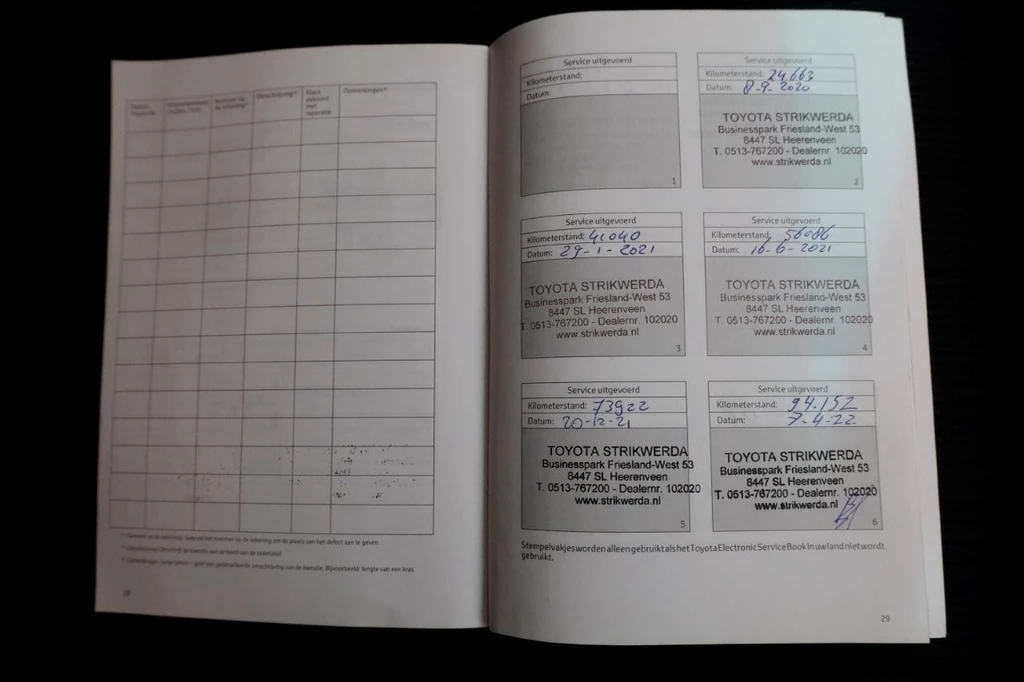 Opmerkingen
28
Service uitgevoerd
Kilometerstand:
Datum:
1
Service uitgevoerd
Kilometerstand: 24663
Datum: 8-9-2020
TOYOTA STRIKWERDA
Businesspark Friesland-West 53
8447 SL Heerenveen
T. 0513-767200 - Dealernr. 102020
www.strikwerda.nl
2
Service uitgevoerd
Kilometerstand: 41040
Datum: 29-1-2021
TOYOTA STRIKWERDA
Businesspark Friesland-West 53
8447 SL Heerenveen
T. 0513-767200 - Dealernr. 102020
www.strikwerda.nl
3
Service uitgevoerd
Kilometerstand: 56086
Datum: 16-6-2021
TOYOTA STRIKWERDA
Businesspark Friesland-West 53
8447 SL Heerenveen
T. 0513-767200 - Dealernr. 102020
www.strikwerda.nl
4
Service uitgevoerd
Kilometerstand: 73922
Datum: 20-12-21
TOYOTA STRIKWERDA
Businesspark Friesland-West 53
8447 SL Heerenveen
T. 0513-767200 - Dealernr. 102020
www.strikwerda.nl
5
Service uitgevoerd
Kilometerstand: 94.152
Datum: 7-4-22
TOYOTA STRIKWERDA
Businesspark Friesland-West 53
8447 SL Heerenveen
T. 0513-767200 - Dealernr. 102020
www.strikwerda.nl
6
Stempelvakjes worden alleen gebruikt als het Toyota Electronic Service Book in uw land niet wordt
gebruikt.
29